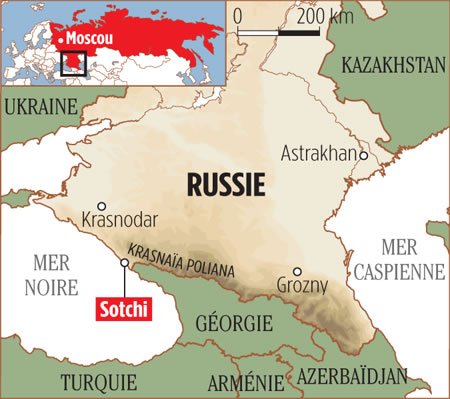 Moscou
0 200 km
KAZAKHSTAN
UKRAINE
Astrakhan
RUSSIE
Krasnodar
KRASNAÏA POLIANA
MER
NOIRE
MER
CASPIENNE
Grozny
Sotchi
GÉORGIE
TURQUIE
ARMÉNIE
AZERBAÏDJAN